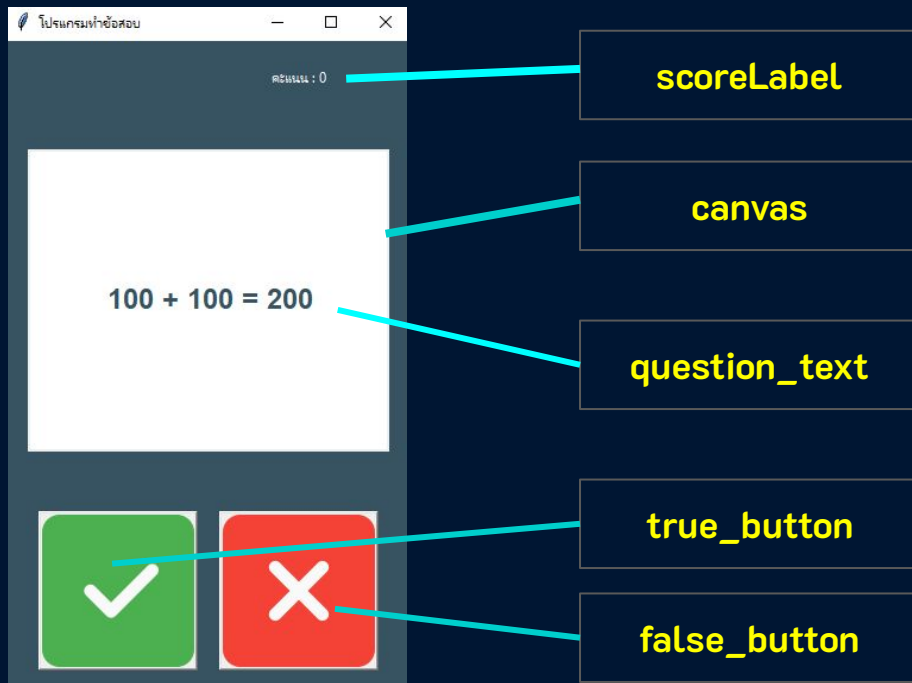 โปรแกรมทำข้อสอบ
คะแนน : 0
scoreLabel
canvas
100 + 100 = 200
question_text
true_button
false_button